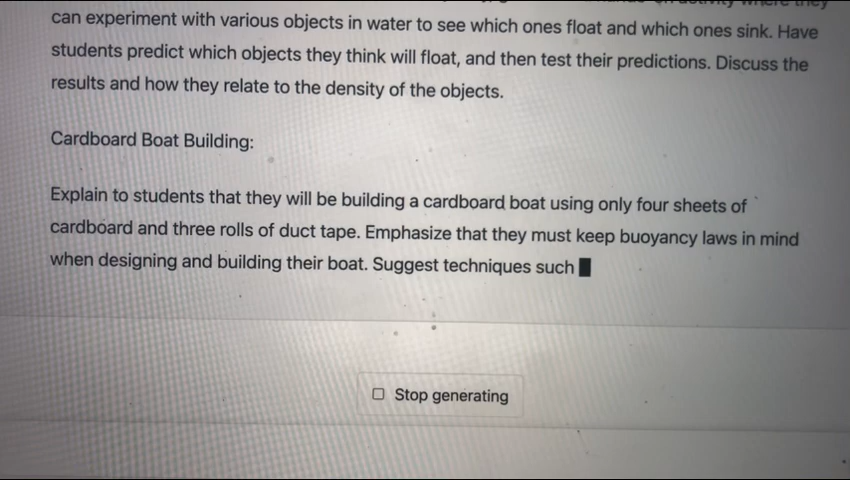 can experiment with various objects in water to see which ones float and which ones sink. Have
students predict which objects they think will float, and then test their predictions. Discuss the
results and how they relate to the density of the objects.
Cardboard Boat Building:
Explain to students that they will be building a cardboard boat using only four sheets of
cardboard and three rolls of duct tape. Emphasize that they must keep buoyancy laws in mind
when designing and building their boat. Suggest techniques such
Stop generating